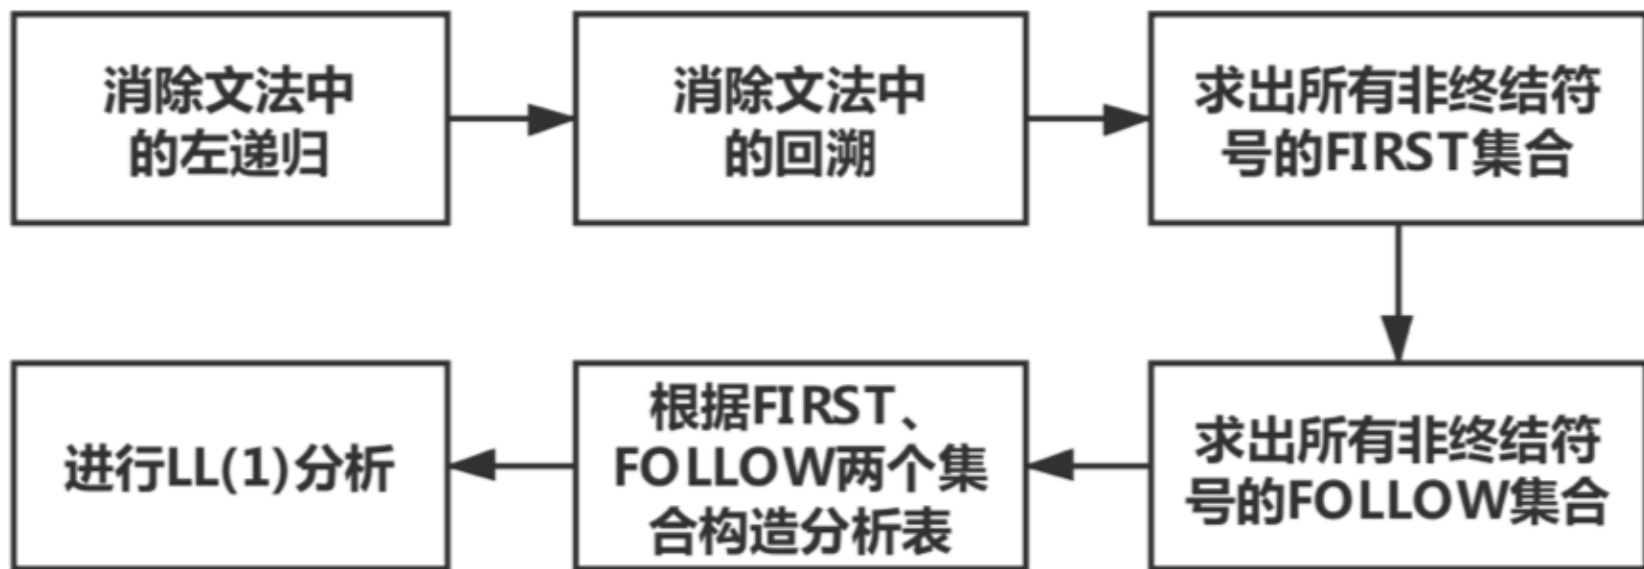 消除文法中
的左递归
消除文法中
的回溯
求出所有非终结符
号的FIRST集合
求出所有非终结符
号的FOLLOW集合
根据FIRST、
FOLLOW两个集
合构造分析表
进行LL(1)分析